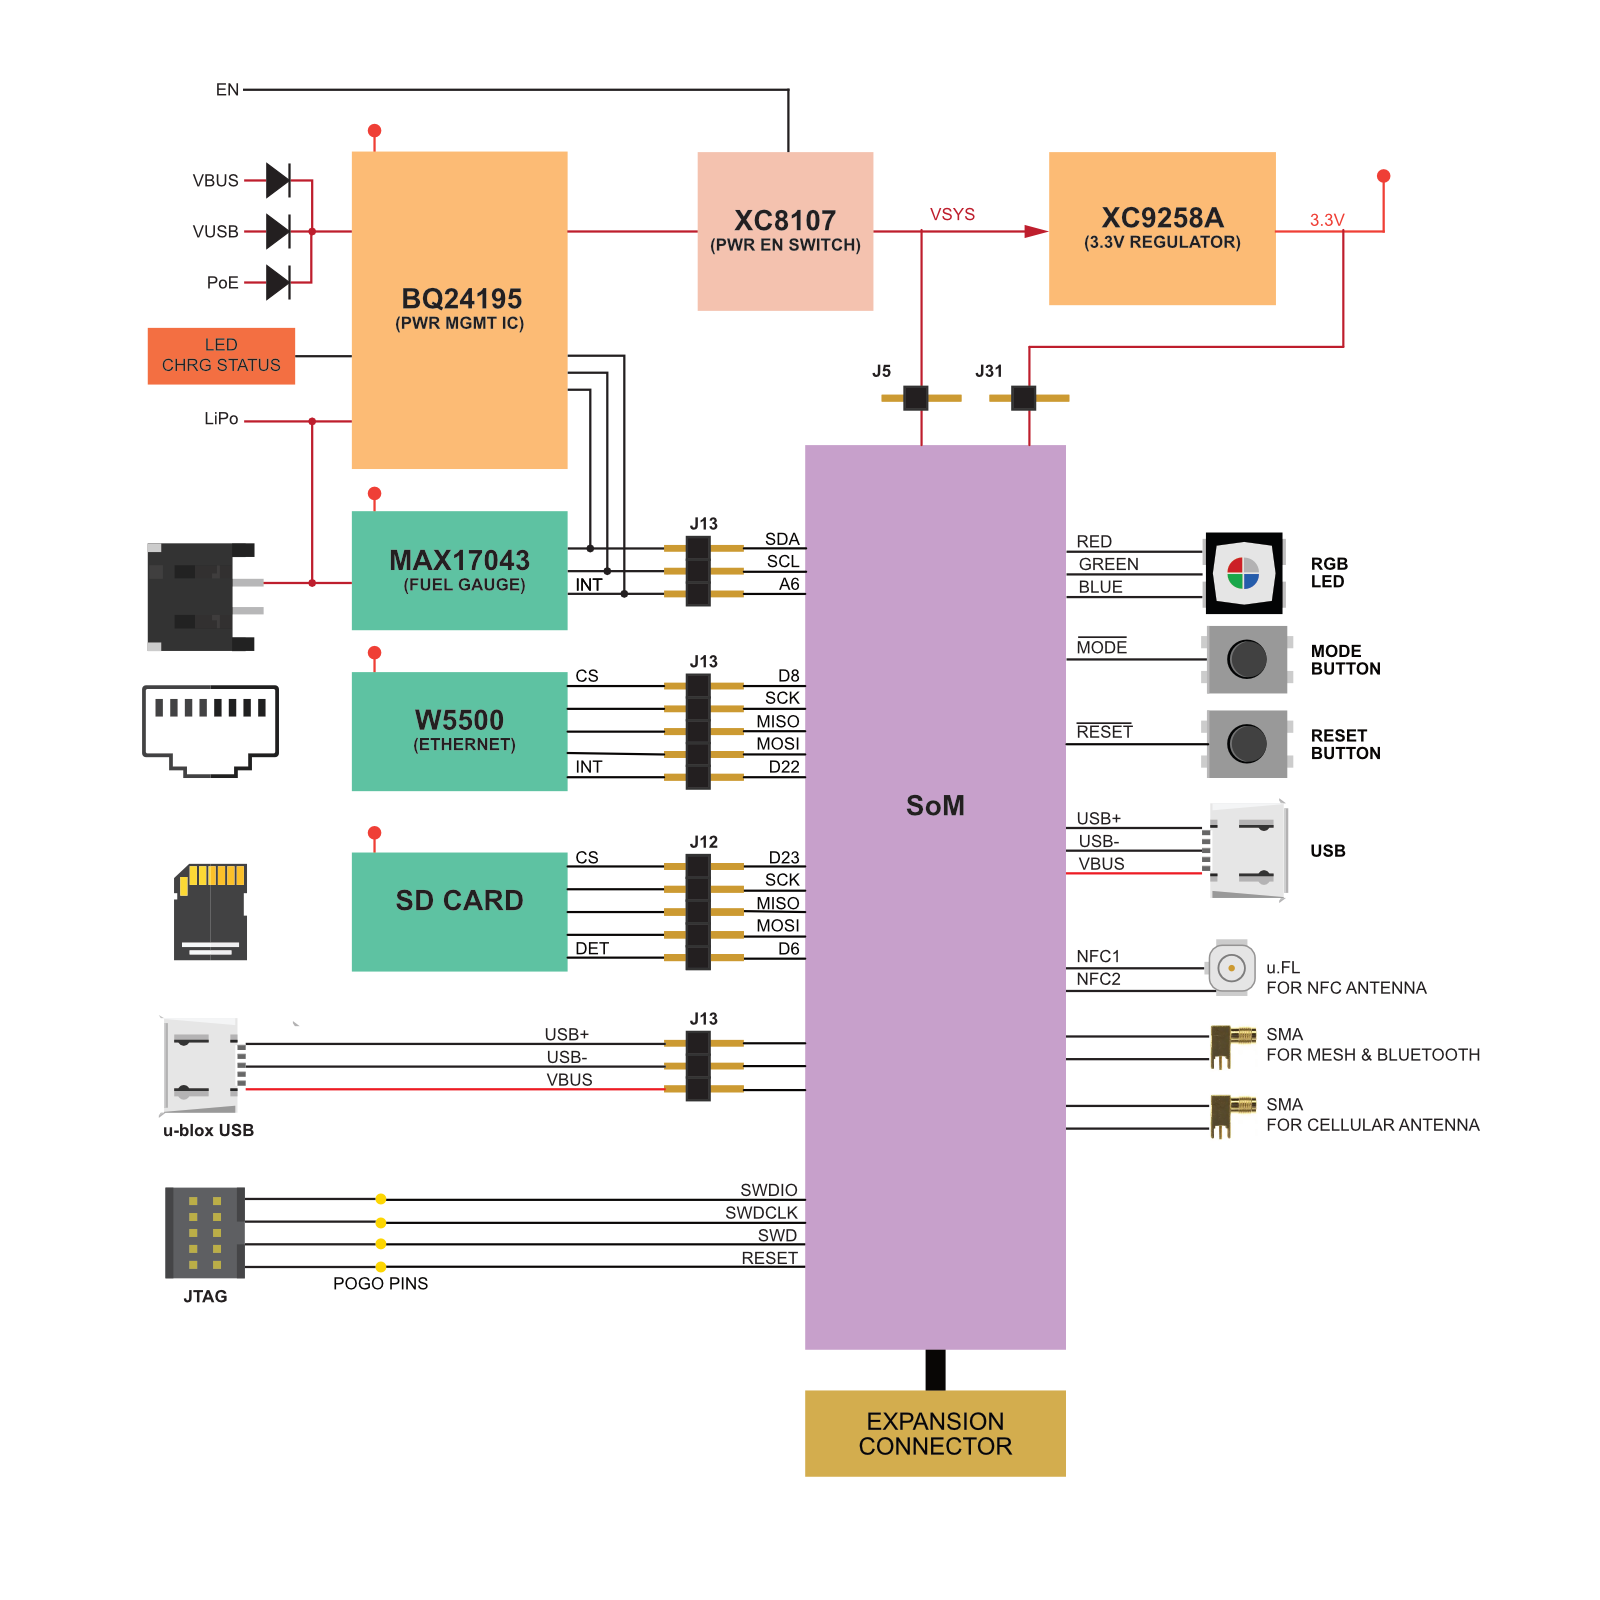 EN
VBUS
VUSB
PoE
LED
CHRG STATUS
LiPo
BQ24195
(PWR MGMT IC)
XC8107
(PWR EN SWITCH)
VSYS
XC9258A
(3.3V REGULATOR)
3.3V
J5
J31
MAX17043
(FUEL GAUGE)
INT
J13
SDA
SCL
A6
W5500
(ETHERNET)
CS
INT
J13
D8
SCK
MISO
MOSI
D22
SD CARD
CS
DET
J12
D23
SCK
MISO
MOSI
D6
u-blox USB
USB+
USB-
VBUS
J13
JTAG
POGO PINS
SWDIO
SWDCLK
SWD
RESET
SoM
RED
GREEN
BLUE
RGB
LED
MODE
MODE
BUTTON
RESET
RESET
BUTTON
USB+
USB-
VBUS
USB
NFC1
NFC2
u.FL
FOR NFC ANTENNA
SMA
FOR MESH & BLUETOOTH
SMA
FOR CELLULAR ANTENNA
EXPANSION
CONNECTOR